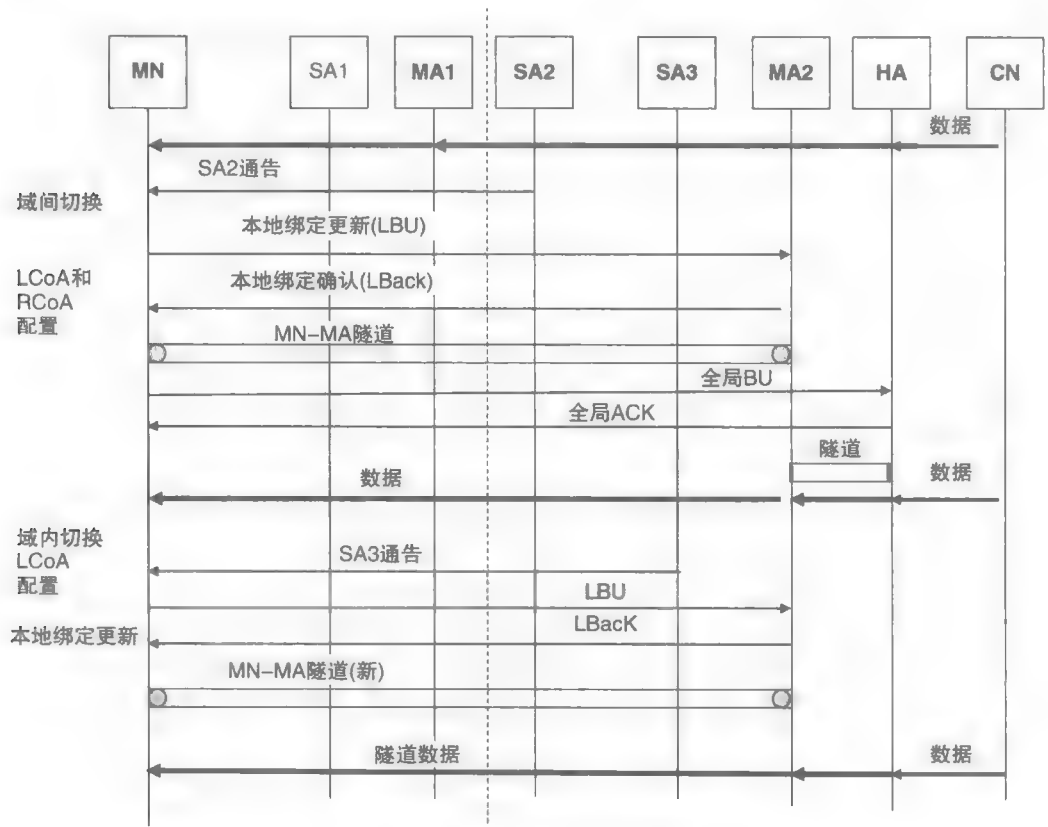 MN
SA1
MA1
SA2
SA3
MA2
HA
CN
数据
SA2通告
域间切换
本地绑定更新(LBU)
LCoA和
RCoA
配置
本地绑定确认(LBack)
MN-MA隧道
全局BU
全局ACK
隧道
数据
数据
域内切换
LCoA
配置
SA3通告
LBU
LBacK
本地绑定更新
MN-MA隧道(新)
隧道数据
数据